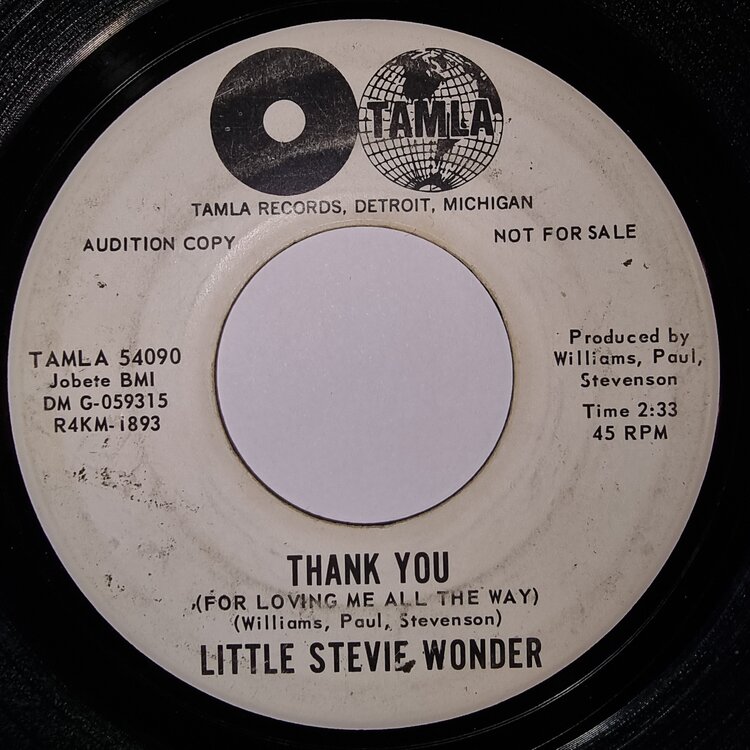 TAMLA
TAMLA RECORDS, DETROIT, MICHIGAN
AUDITION COPY
NOT FOR SALE
TAMLA 54090
Jobete BMI
DM G-059315
R4KM-1893
Produced by
Williams, Paul,
Stevenson
Time 2:33
45 RPM
THANK YOU
(FOR LOVING ME ALL THE WAY)
(Williams, Paul, Stevenson)
LITTLE STEVIE WONDER